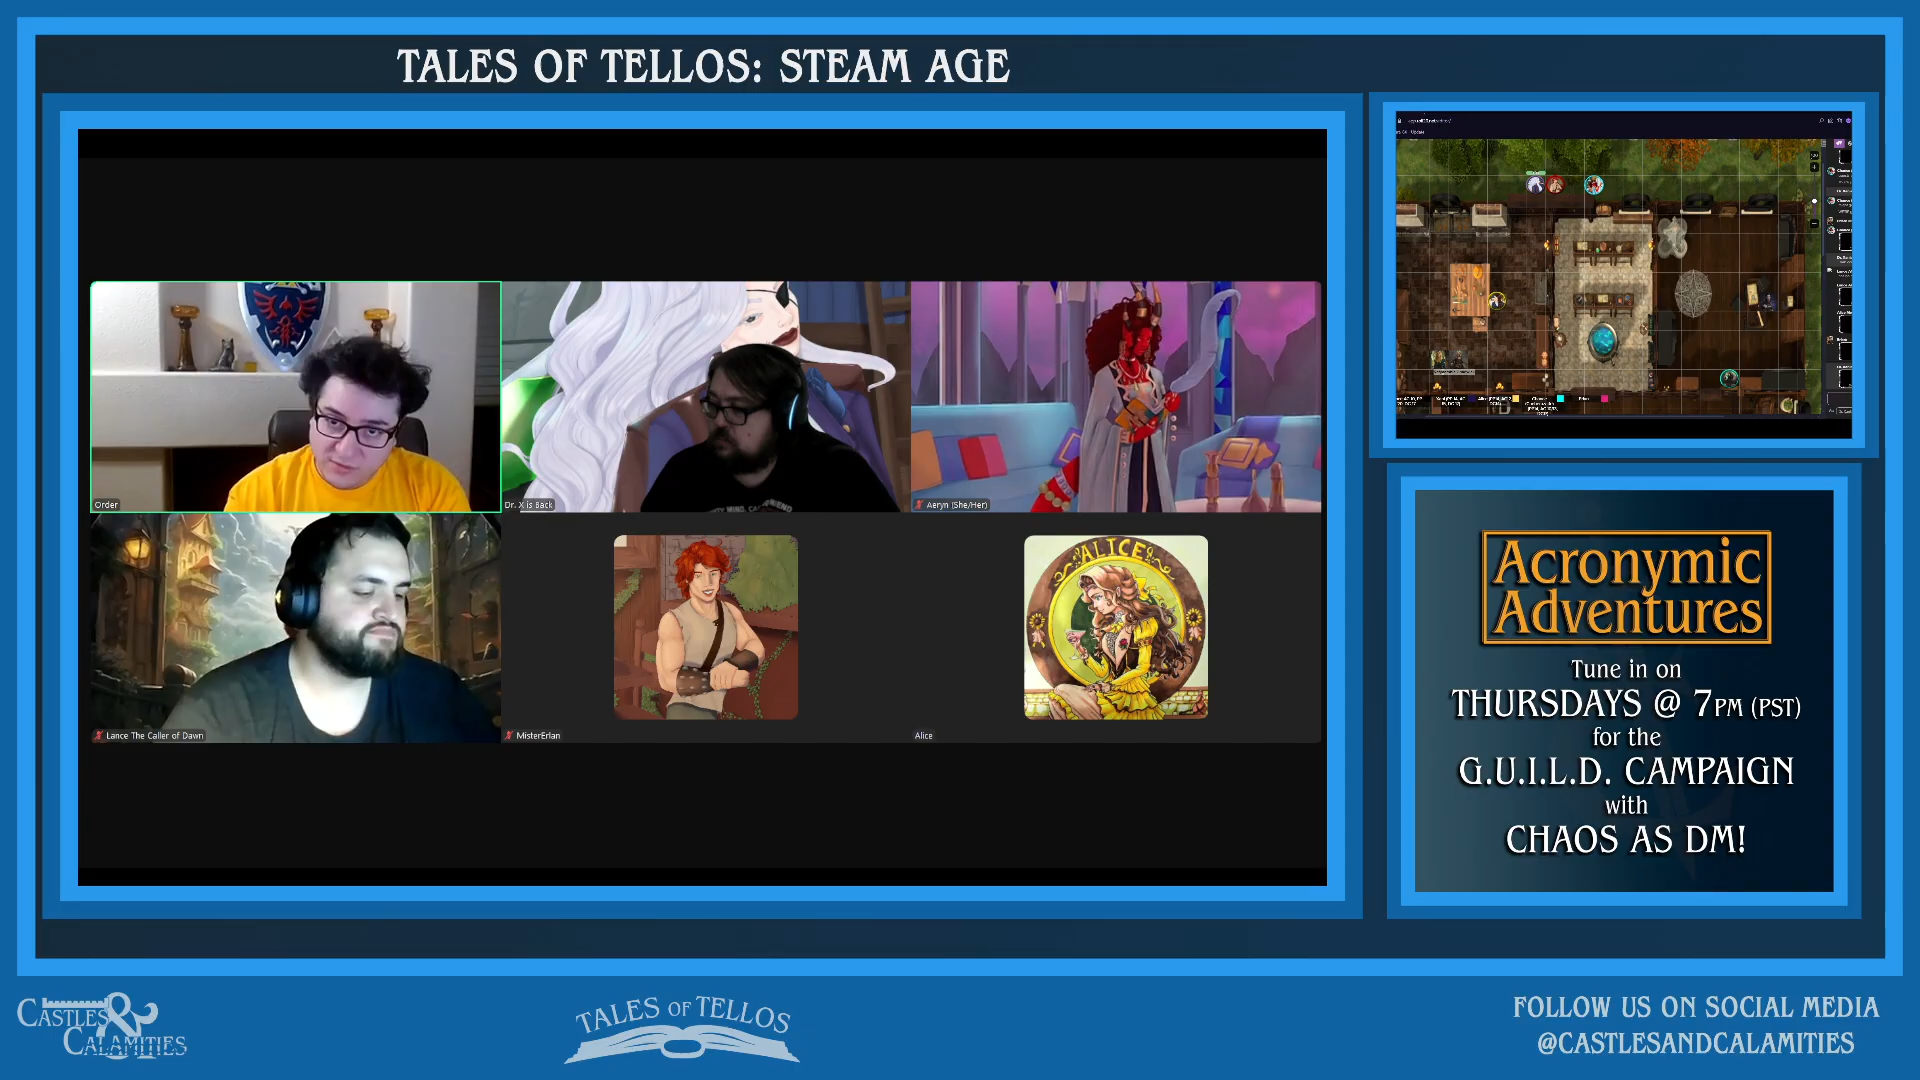 TALES OF TELLOS: STEAM AGE
Order
Dr. X is Back
Aeryn (She/Her)
Lance The Caller of Dawn
MisterErlan
ALICE
Alice
Acronymic
Adventures
Tune in on
THURSDAYS @ 7PM (PST)
for the
G.U.I.L.D. CAMPAIGN
with
CHAOS AS DM!
CASTLES &
CALAMITIES
TALES OF TELLOS
FOLLOW US ON SOCIAL MEDIA
@CASTLESANDCALAMITIES